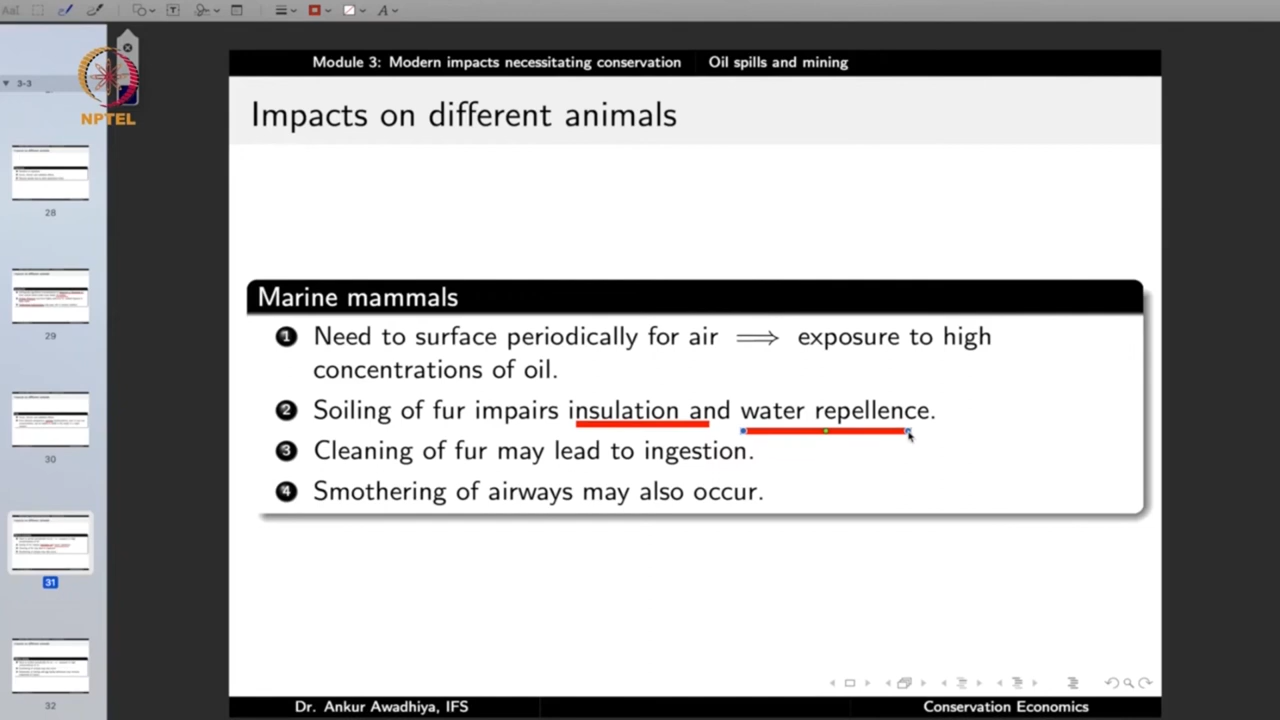 3-3
NPTEL
28
29
30
31
32
Module 3: Modern impacts necessitating conservation Oil spills and mining
Impacts on different animals
Marine mammals
1 Need to surface periodically for air ⟹ exposure to high
concentrations of oil.
2 Soiling of fur impairs insulation and water repellence.
3 Cleaning of fur may lead to ingestion.
4 Smothering of airways may also occur.
Dr. Ankur Awadhiya, IFS Conservation Economics